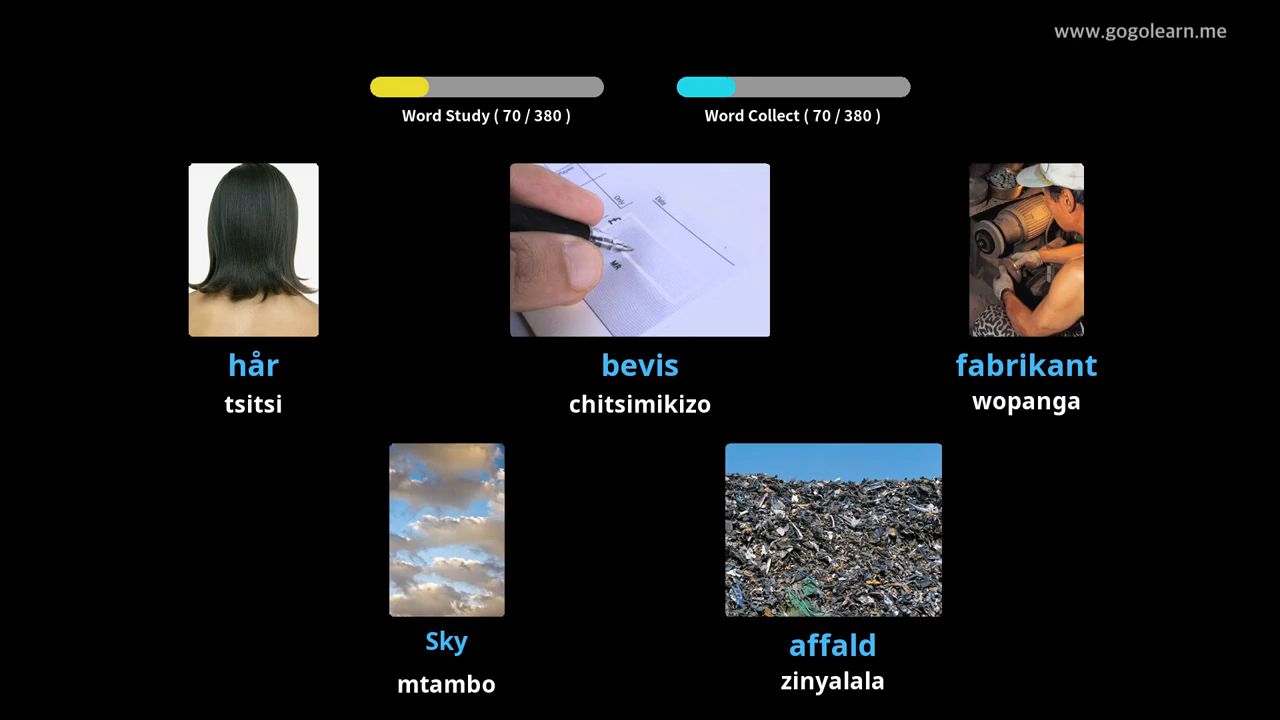 www.gogolearn.me
Word Study ( 70 / 380 )
Word Collect ( 70 / 380 )
hår
tsitsi
bevis
chitsimikizo
fabrikant
wopanga
Sky
mtambo
affald
zinyalala